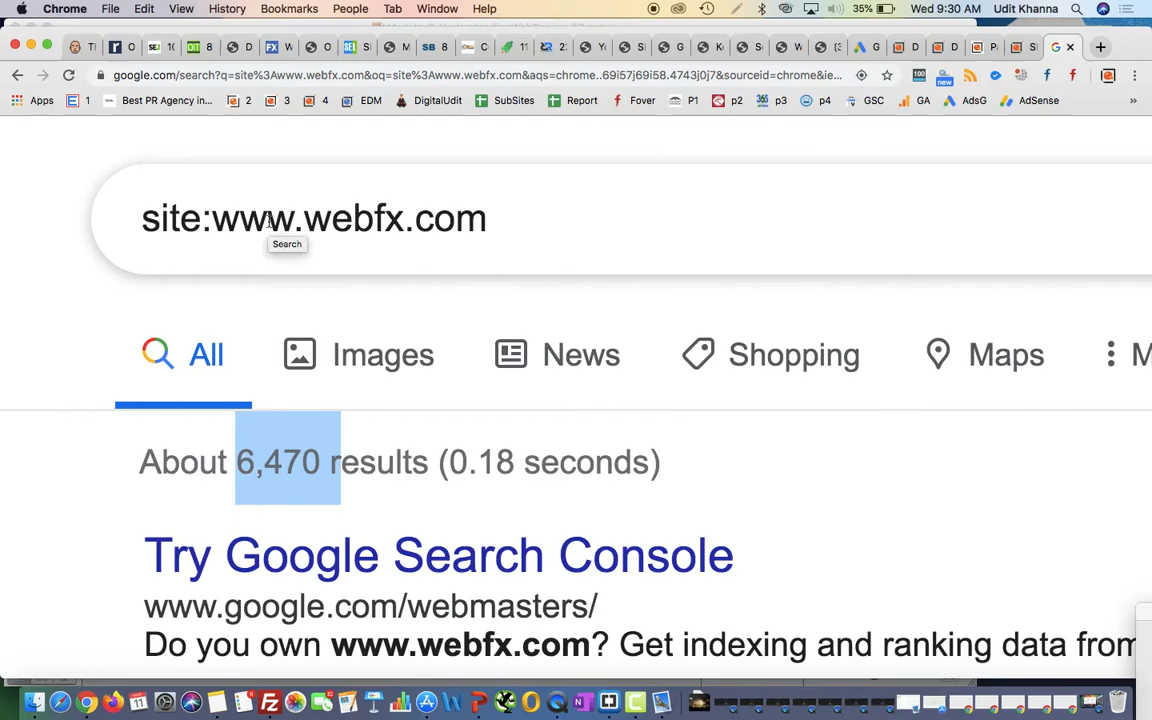 Chrome File Edit View History Bookmarks People Tab Window Help 35% Wed 9:30 AM Udit Khanna
google.com/search?q=site%3Awww.webfx.com&oq=site%3Awww.webfx.com&aqs=chrome..69i57j69i58.4743j0j7&sourceid=chrome&ie...
Apps 1 Best PR Agency in... 2 3 4 EDM DigitalUdit SubSites Report Fover P1 p2 p3 p4 GSC GA AdsG AdSense
site:www.webfx.com
Search
All Images News Shopping Maps M
About 6,470 results (0.18 seconds)
Try Google Search Console
www.google.com/webmasters/
Do you own www.webfx.com? Get indexing and ranking data from